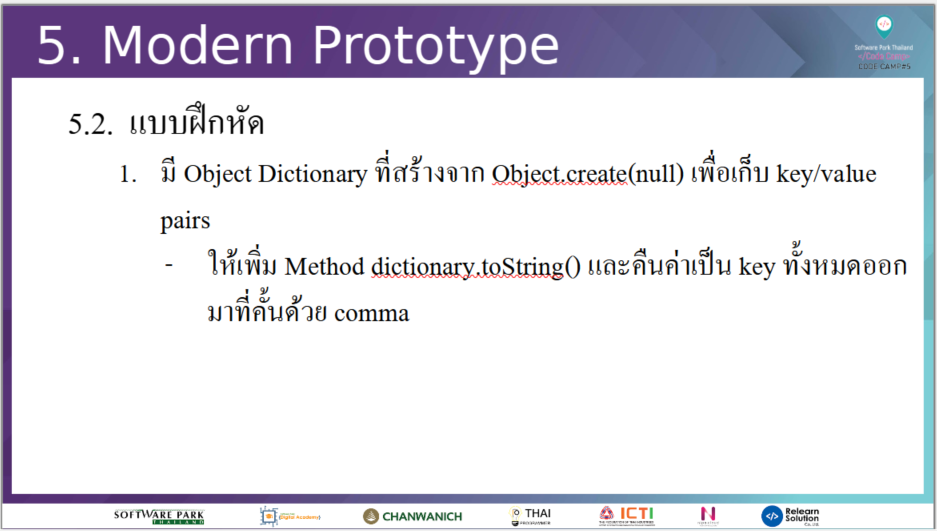 5. Modern Prototype
Software Park Thailand
CODE CAMP#5
5.2. แบบฝึกหัด
1. มี Object Dictionary ที่สร้างจาก Object.create(null) เพื่อเก็บ key/value
pairs
- ให้เพิ่ม Method dictionary.toString() และคืนค่าเป็น key ทั้งหมดออก
มาที่คั้นด้วย comma
SOFTWARE PARK
THAILAND
CHANWANICH
THAI
PROGRAMMER
ICTI
Relearn
Solution